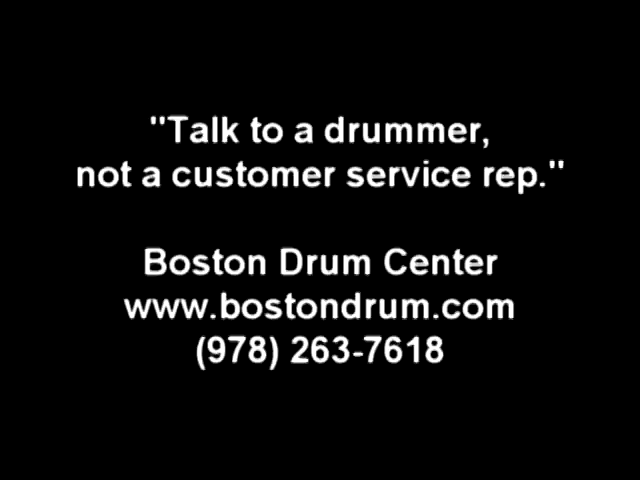 "Talk to a drummer,
not a customer service rep."
Boston Drum Center
www.bostondrum.com
(978) 263-7618